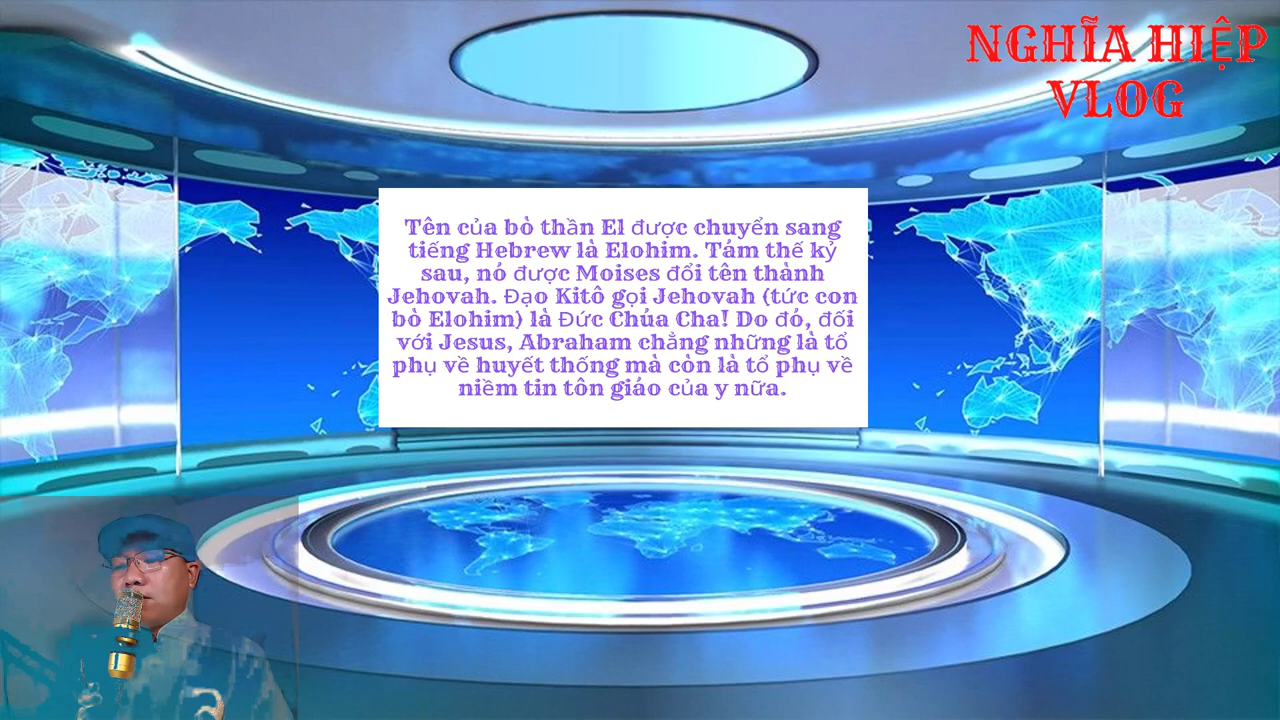 NGHĨA HIỆP
VLOG
Tên của bò thần El được chuyển sang
tiếng Hebrew là Elohim. Tám thế kỷ
sau, nó được Moises đổi tên thành
Jehovah. Đạo Kitô gọi Jehovah (tức con
bò Elohim) là Đức Chúa Cha! Do đó, đối
với Jesus, Abraham chẳng những là tổ
phụ về huyết thống mà còn là tổ phụ về
niềm tin tôn giáo của y nữa.